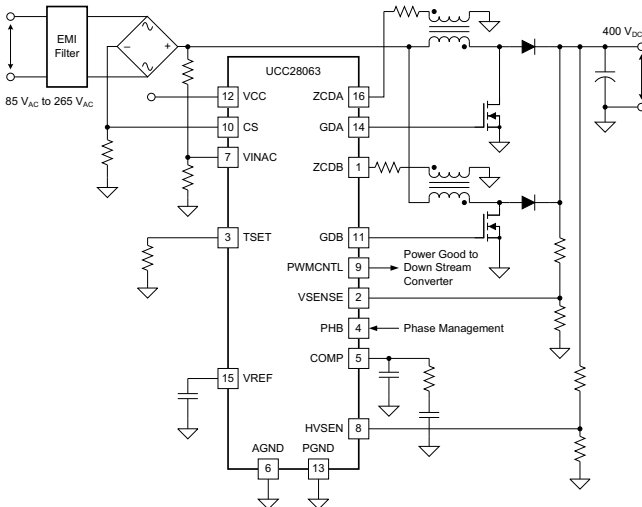 EMI
Filter
85 VAC to 265 VAC
400 VDC
− +
UCC28063
12 VCC
10 CS
7 VINAC
3 TSET
15 VREF
AGND
6
PGND
13
ZCDA 16
GDA 14
ZCDB 1
GDB 11
PWMCNTL 9
Power Good to
Down Stream
Converter
VSENSE 2
PHB 4
Phase Management
COMP 5
HVSEN 8